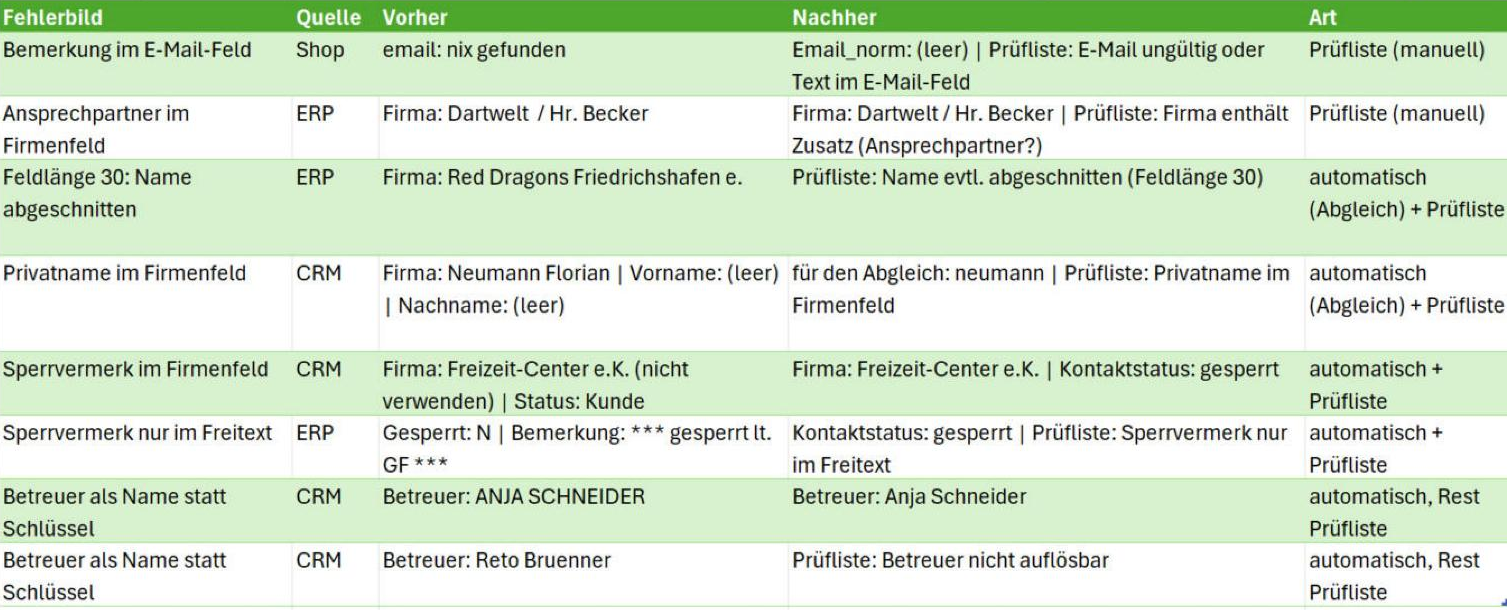 Fehlerbild Quelle Vorher Nachher Art
Bemerkung im E-Mail-Feld Shop email: nix gefunden Email_norm: (leer) | Prüfliste: E-Mail ungültig oder Prüfliste (manuell)
Text im E-Mail-Feld
Ansprechpartner im ERP Firma: Dartwelt / Hr. Becker Firma: Dartwelt / Hr. Becker | Prüfliste: Firma enthält Prüfliste (manuell)
Firmenfeld Zusatz (Ansprechpartner?)
Feldlänge 30: Name ERP Firma: Red Dragons Friedrichshafen e. Prüfliste: Name evtl. abgeschnitten (Feldlänge 30) automatisch
abgeschnitten (Abgleich) + Prüfliste
Privatname im Firmenfeld CRM Firma: Neumann Florian | Vorname: (leer) für den Abgleich: neumann | Prüfliste: Privatname im automatisch
| Nachname: (leer) Firmenfeld (Abgleich) + Prüfliste
Sperrvermerk im Firmenfeld CRM Firma: Freizeit-Center e.K. (nicht Firma: Freizeit-Center e.K. | Kontaktstatus: gesperrt automatisch +
verwenden) | Status: Kunde Prüfliste
Sperrvermerk nur im Freitext ERP Gesperrt: N | Bemerkung: *** gesperrt lt. Kontaktstatus: gesperrt | Prüfliste: Sperrvermerk nur automatisch +
GF *** im Freitext Prüfliste
Betreuer als Name statt CRM Betreuer: ANJA SCHNEIDER Betreuer: Anja Schneider automatisch, Rest
Schlüssel Prüfliste
Betreuer als Name statt CRM Betreuer: Reto Bruenner Prüfliste: Betreuer nicht auflösbar automatisch, Rest
Schlüssel Prüfliste